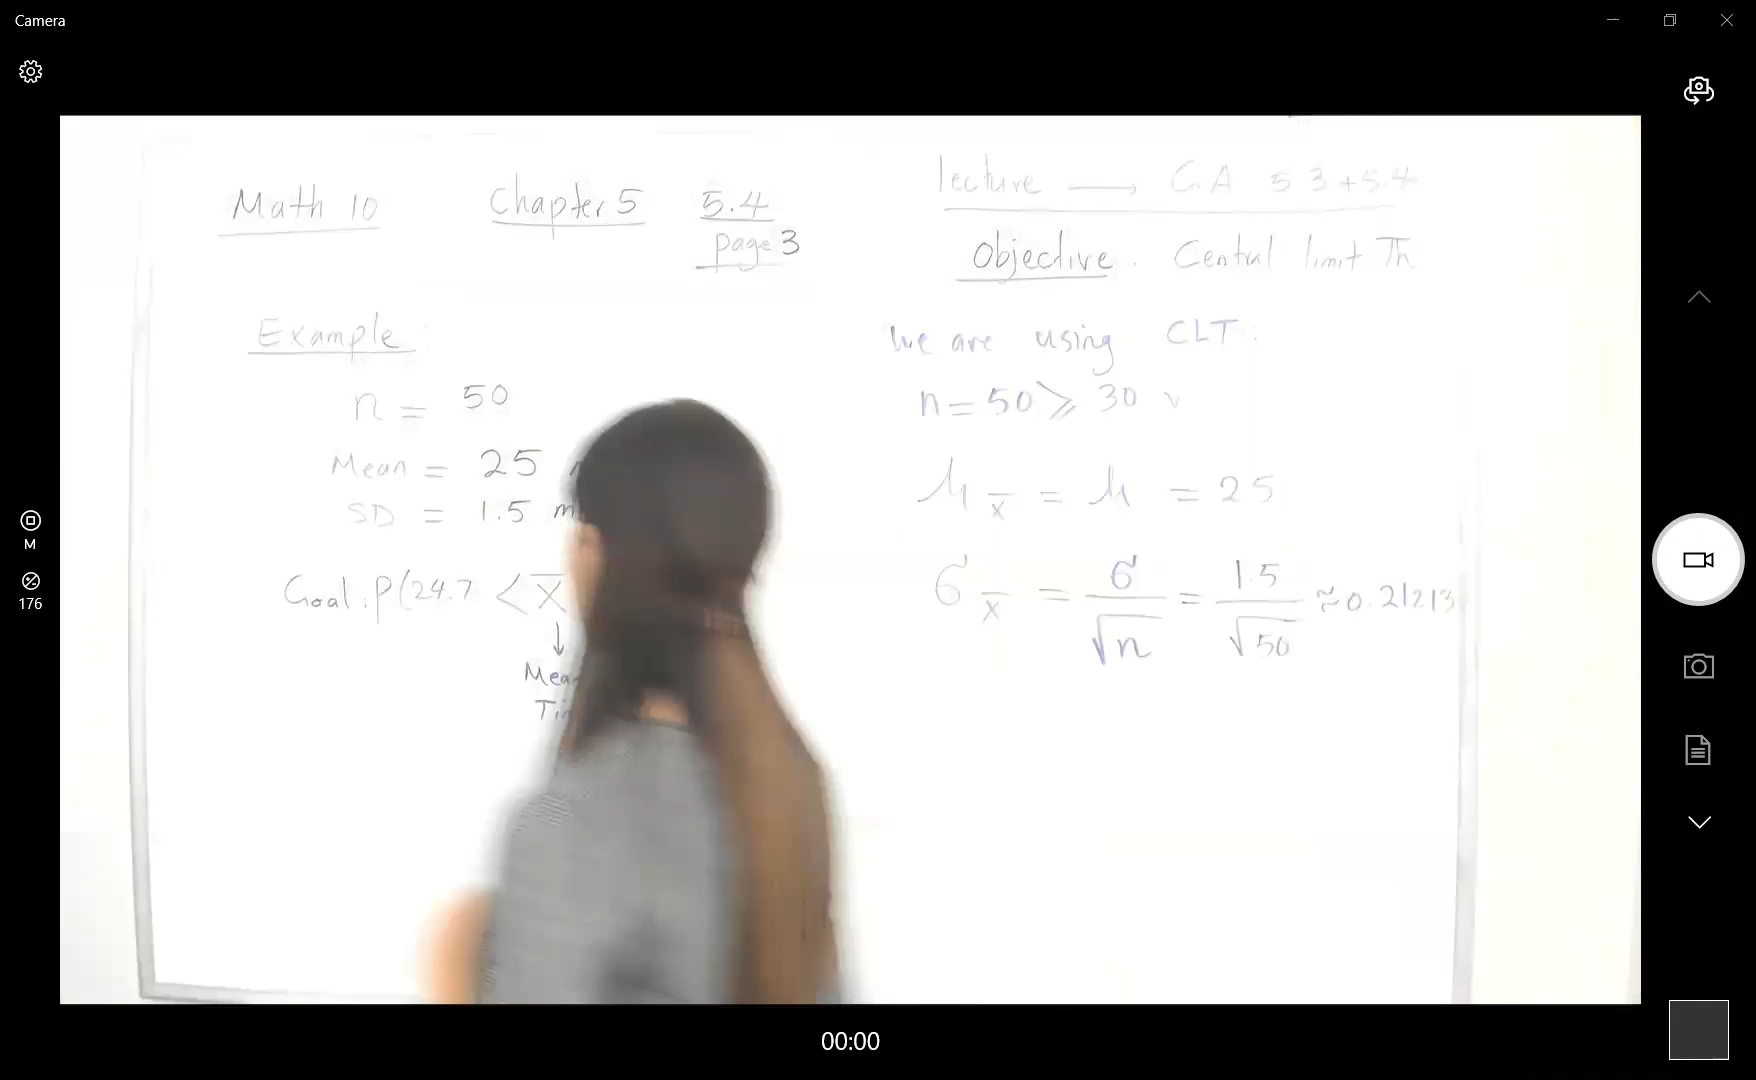 Camera
Math 10 Chapter 5 5.4
page 3
lecture → C.A 5.3+5.4
Objective. Central limit Th
Example:
n = 50
Mean = 25
SD = 1.5
Goal: P(24.7 < x̅
↓
we are using CLT:
n = 50 ≥ 30 ✓
μx̅ = μ = 25
σx̅ = σ/√n = 1.5/√50 ≈ 0.21213
M
176
00:00